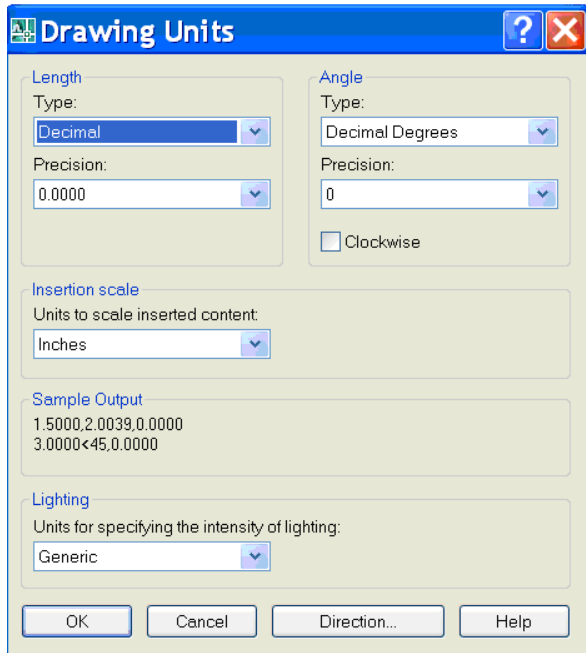 Drawing Units
Length
Type:
Decimal
Precision:
0.0000
Angle
Type:
Decimal Degrees
Precision:
0
Clockwise
Insertion scale
Units to scale inserted content:
Inches
Sample Output
1.5000,2.0039,0.0000
3.0000<45,0.0000
Lighting
Units for specifying the intensity of lighting:
Generic
OK Cancel Direction... Help